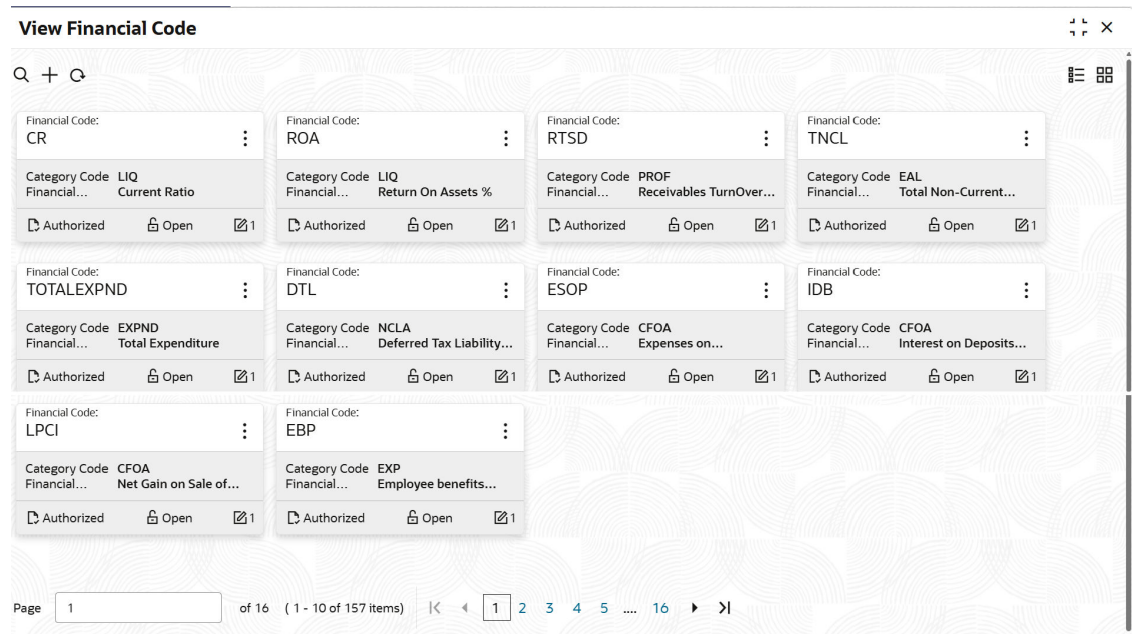 View Financial Code
Financial Code:
CR
Category Code LIQ
Financial... Current Ratio
Authorized Open 1
Financial Code:
ROA
Category Code LIQ
Financial... Return On Assets %
Authorized Open 1
Financial Code:
RTSD
Category Code PROF
Financial... Receivables TurnOver...
Authorized Open 1
Financial Code:
TNCL
Category Code EAL
Financial... Total Non-Current...
Authorized Open 1
Financial Code:
TOTALEXPND
Category Code EXPND
Financial... Total Expenditure
Authorized Open 1
Financial Code:
DTL
Category Code NCLA
Financial... Deferred Tax Liability...
Authorized Open 1
Financial Code:
ESOP
Category Code CFOA
Financial... Expenses on...
Authorized Open 1
Financial Code:
IDB
Category Code CFOA
Financial... Interest on Deposits...
Authorized Open 1
Financial Code:
LPCI
Category Code CFOA
Financial... Net Gain on Sale of...
Authorized Open 1
Financial Code:
EBP
Category Code EXP
Financial... Employee benefits...
Authorized Open 1
Page 1 of 16 (1 - 10 of 157 items) 1 2 3 4 5 .... 16